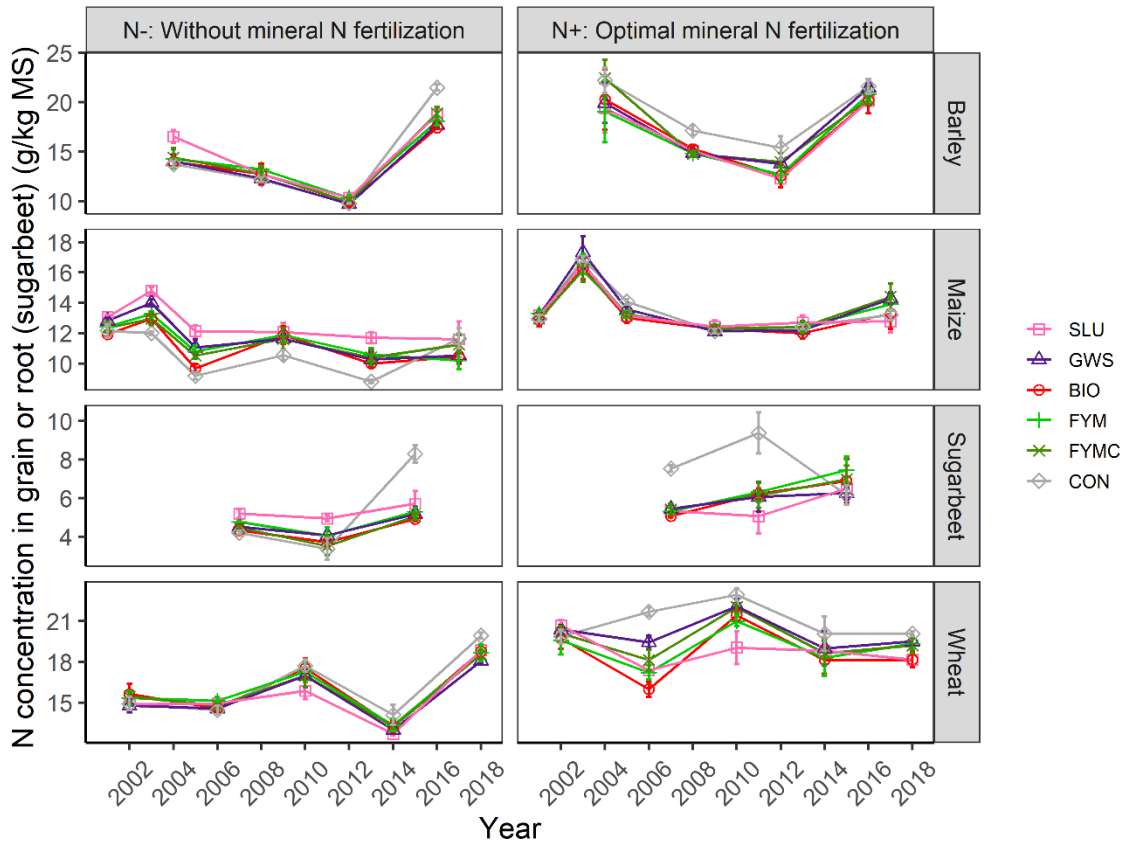 N-: Without mineral N fertilization
N+: Optimal mineral N fertilization
N concentration in grain or root (sugarbeet) (g/kg MS)
25
20
15
10
Barley
18
16
14
12
10
Maize
10
8
6
4
Sugarbeet
21
18
15
Wheat
2002
2004
2006
2008
2010
2012
2014
2016
2018
2002
2004
2006
2008
2010
2012
2014
2016
2018
Year
SLU
GWS
BIO
FYM
FYMC
CON